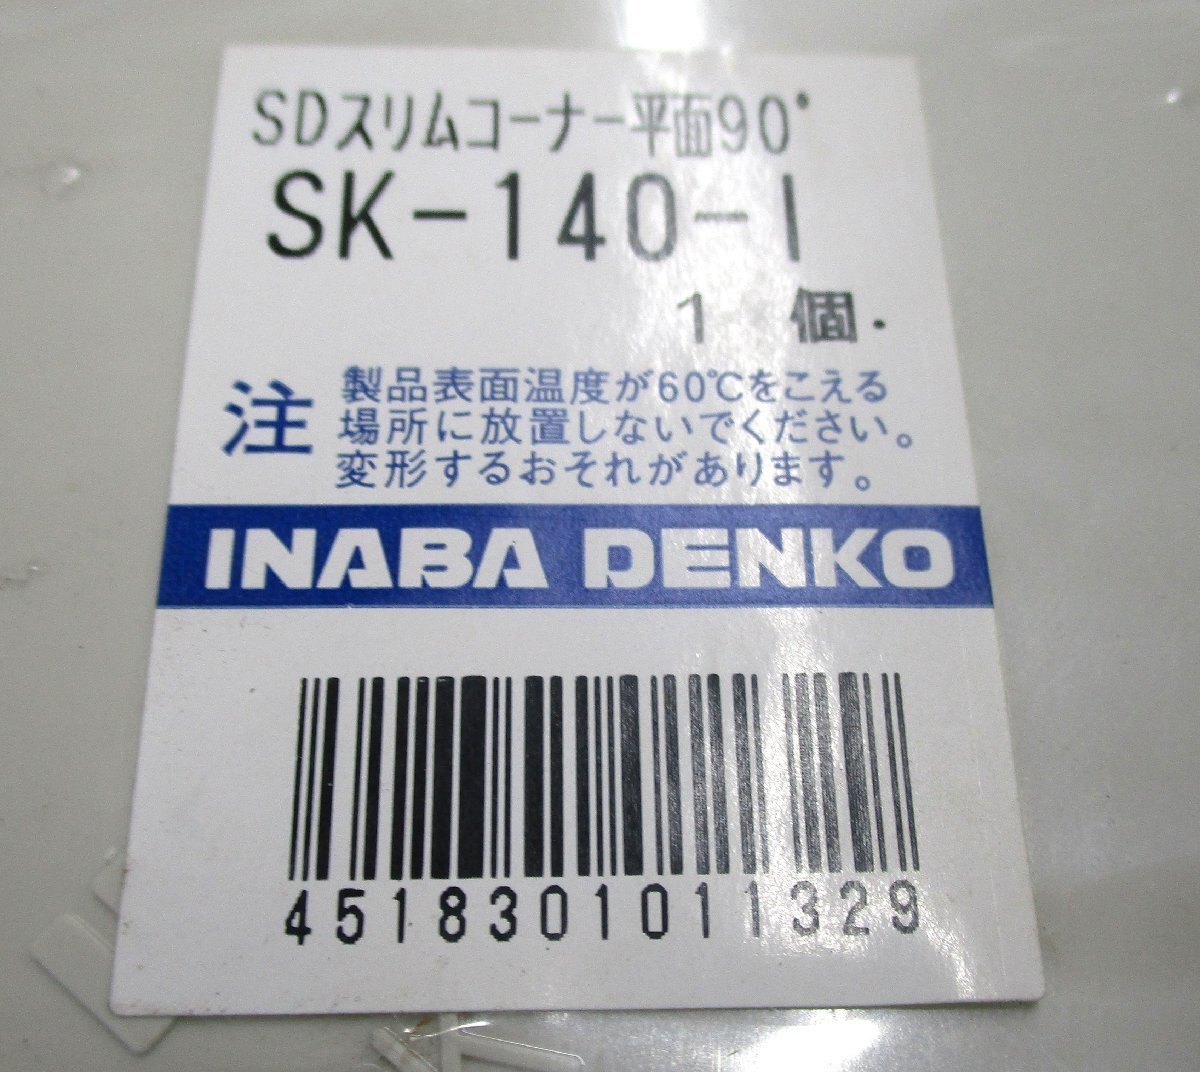 SDスリムコーナー平面90°
SK-140-I
1 個.
注
製品表面温度が60℃をこえる
場所に放置しないでください。
変形するおそれがあります。
INABA DENKO
4518301011329